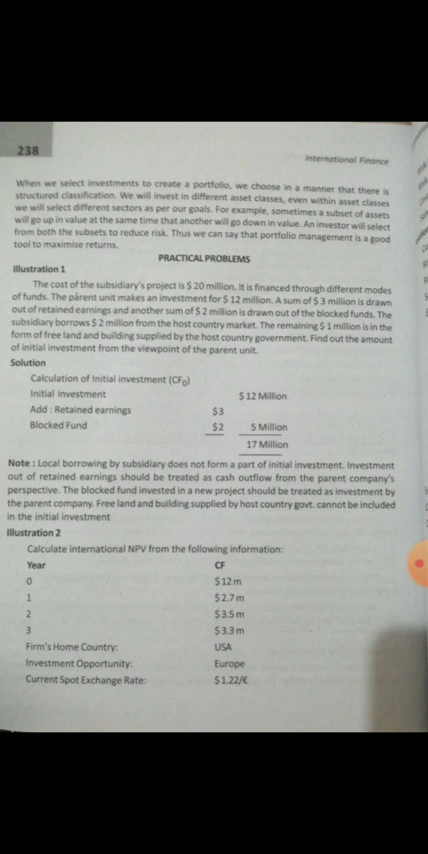 238
International Finance
When we select investments to create a portfolio, we choose in a manner that there is
structured classification. We will invest in different asset classes, even within asset classes
we will select different sectors as per our goals. For example, sometimes a subset of assets
will go up in value at the same time that another will go down in value. An investor will select
from both the subsets to reduce risk. Thus we can say that portfolio management is a good
tool to maximise returns.
PRACTICAL PROBLEMS
Illustration 1
The cost of the subsidiary's project is $ 20 million. It is financed through different modes
of funds. The parent unit makes an investment for $ 12 million. A sum of $ 3 million is drawn
out of retained earnings and another sum of $ 2 million is drawn out of the blocked funds. The
subsidiary borrows $ 2 million from the host country market. The remaining $ 1 million is in the
form of free land and building supplied by the host country government. Find out the amount
of initial investment from the viewpoint of the parent unit.
Solution
Calculation of Initial investment (CF₀)
Initial investment $ 12 Million
Add : Retained earnings $3
Blocked Fund $2 5 Million
17 Million
Note : Local borrowing by subsidiary does not form a part of initial investment. Investment
out of retained earnings should be treated as cash outflow from the parent company's
perspective. The blocked fund invested in a new project should be treated as investment by
the parent company. Free land and building supplied by host country govt. cannot be included
in the initial investment
Illustration 2
Calculate international NPV from the following information:
Year CF
0 $ 12 m
1 $ 2.7 m
2 $ 3.5 m
3 $ 3.3 m
Firm's Home Country: USA
Investment Opportunity: Europe
Current Spot Exchange Rate: $ 1.22/€